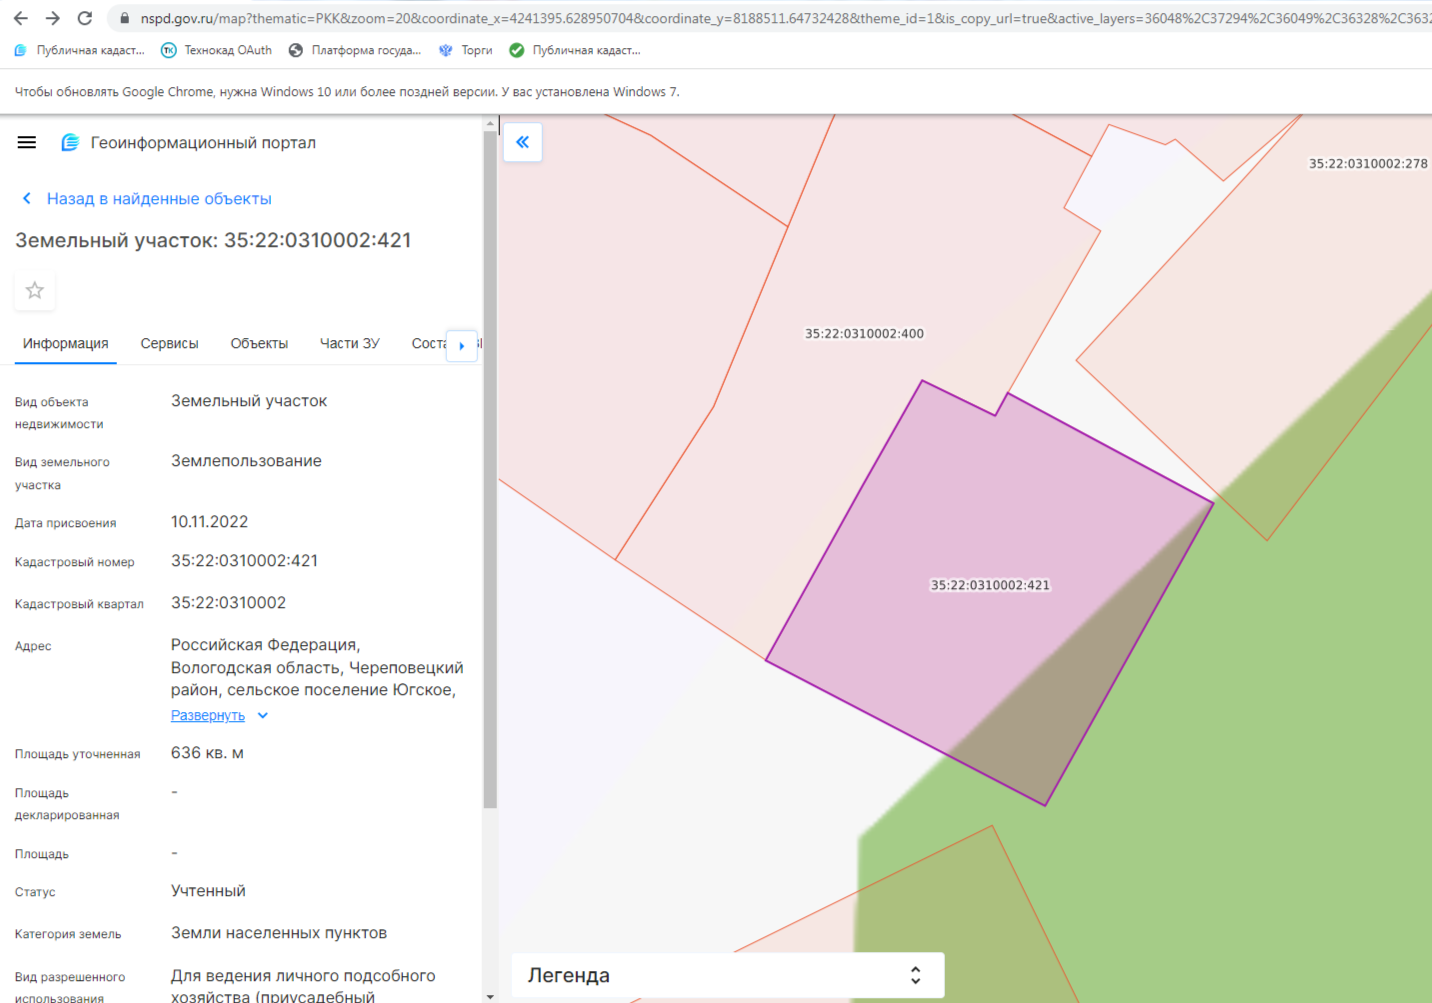 nspd.gov.ru/map?thematic=PKK&zoom=20&coordinate_x=4241395.628950704&coordinate_y=8188511.64732428&theme_id=1&is_copy_url=true&active_layers=36048%2C37294%2C36049%2C36328%2C363
Публичная кадаст...
Технокад OAuth
Платформа госуда...
Торги
Публичная кадаст...
Чтобы обновлять Google Chrome, нужна Windows 10 или более поздней версии. У вас установлена Windows 7.
Геоинформационный портал
Назад в найденные объекты
Земельный участок: 35:22:0310002:421
Информация
Сервисы
Объекты
Части ЗУ
Соста
Вид объекта
недвижимости
Земельный участок
Вид земельного
участка
Землепользование
Дата присвоения
10.11.2022
Кадастровый номер
35:22:0310002:421
Кадастровый квартал
35:22:0310002
Адрес
Российская Федерация,
Вологодская область, Череповецкий
район, сельское поселение Югское,
Развернуть
Площадь уточненная
636 кв. м
Площадь
декларированная
-
Площадь
-
Статус
Учтенный
Категория земель
Земли населенных пунктов
Вид разрешенного
использования
Для ведения личного подсобного
хозяйства (приусадебный
35:22:0310002:278
35:22:0310002:400
35:22:0310002:421
Легенда